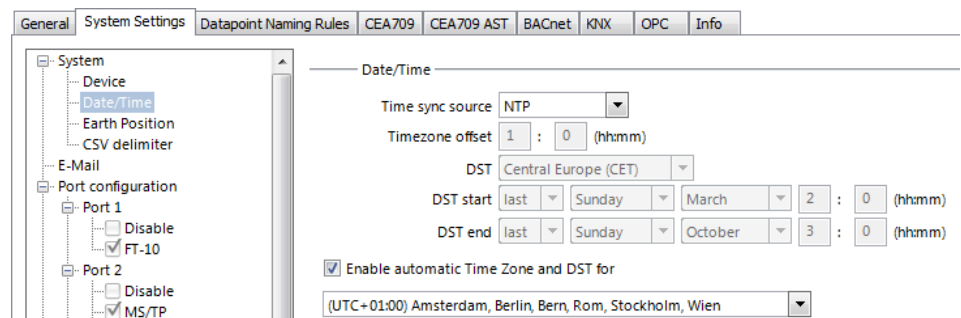 General System Settings Datapoint Naming Rules CEA709 CEA709 AST BACnet KNX OPC Info
System
Device
Date/Time
Earth Position
CSV delimiter
E-Mail
Port configuration
Port 1
Disable
FT-10
Port 2
Disable
MS/TP
Date/Time
Time sync source NTP
Timezone offset 1 : 0 (hh:mm)
DST Central Europe (CET)
DST start last Sunday March 2 : 0 (hh:mm)
DST end last Sunday October 3 : 0 (hh:mm)
Enable automatic Time Zone and DST for
(UTC+01:00) Amsterdam, Berlin, Bern, Rom, Stockholm, Wien